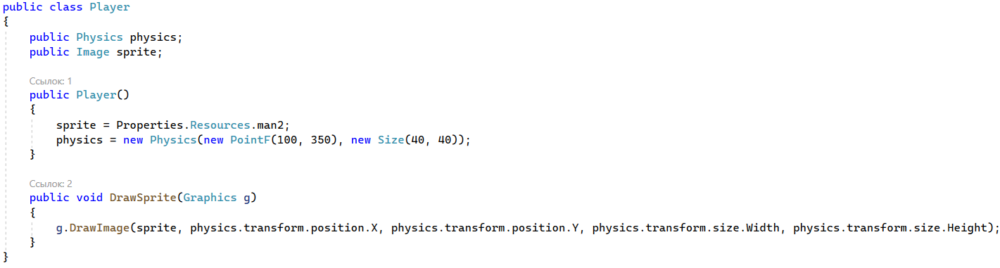 public class Player
{
    public Physics physics;
    public Image sprite;
    Ссылок: 1
    public Player()
    {
        sprite = Properties.Resources.man2;
        physics = new Physics(new PointF(100, 350), new Size(40, 40));
    }
    Ссылок: 2
    public void DrawSprite(Graphics g)
    {
        g.DrawImage(sprite, physics.transform.position.X, physics.transform.position.Y, physics.transform.size.Width, physics.transform.size.Height);
    }
}